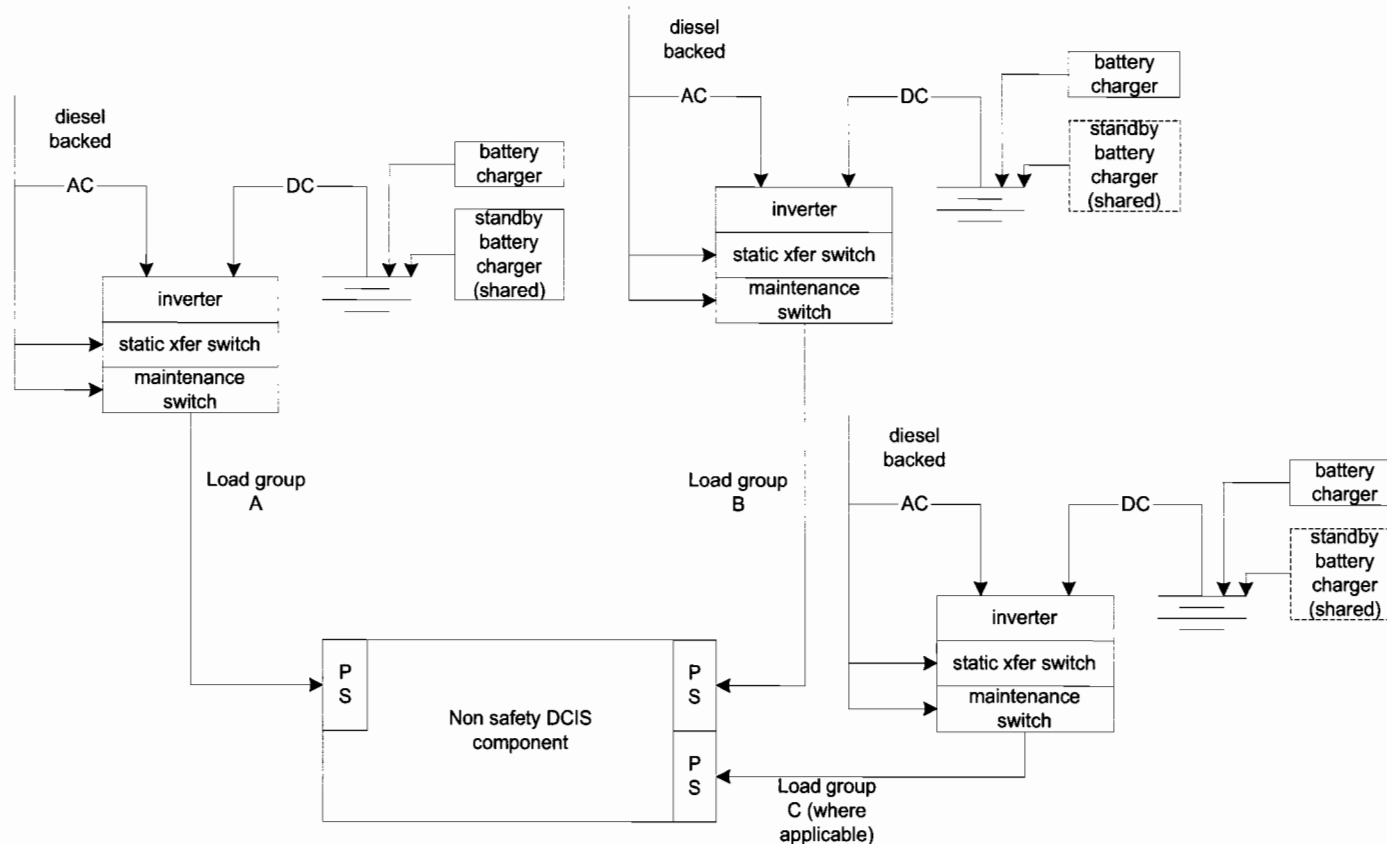 diesel
backed
AC
DC
battery
charger
standby
battery
charger
(shared)
inverter
static xfer switch
maintenance
switch
Load group
A
diesel
backed
AC
DC
battery
charger
standby
battery
charger
(shared)
inverter
static xfer switch
maintenance
switch
Load group
B
diesel
backed
AC
DC
battery
charger
standby
battery
charger
(shared)
inverter
static xfer switch
maintenance
switch
Load group
C (where
applicable)
P
S
Non safety DCIS
component
P
S
P
S